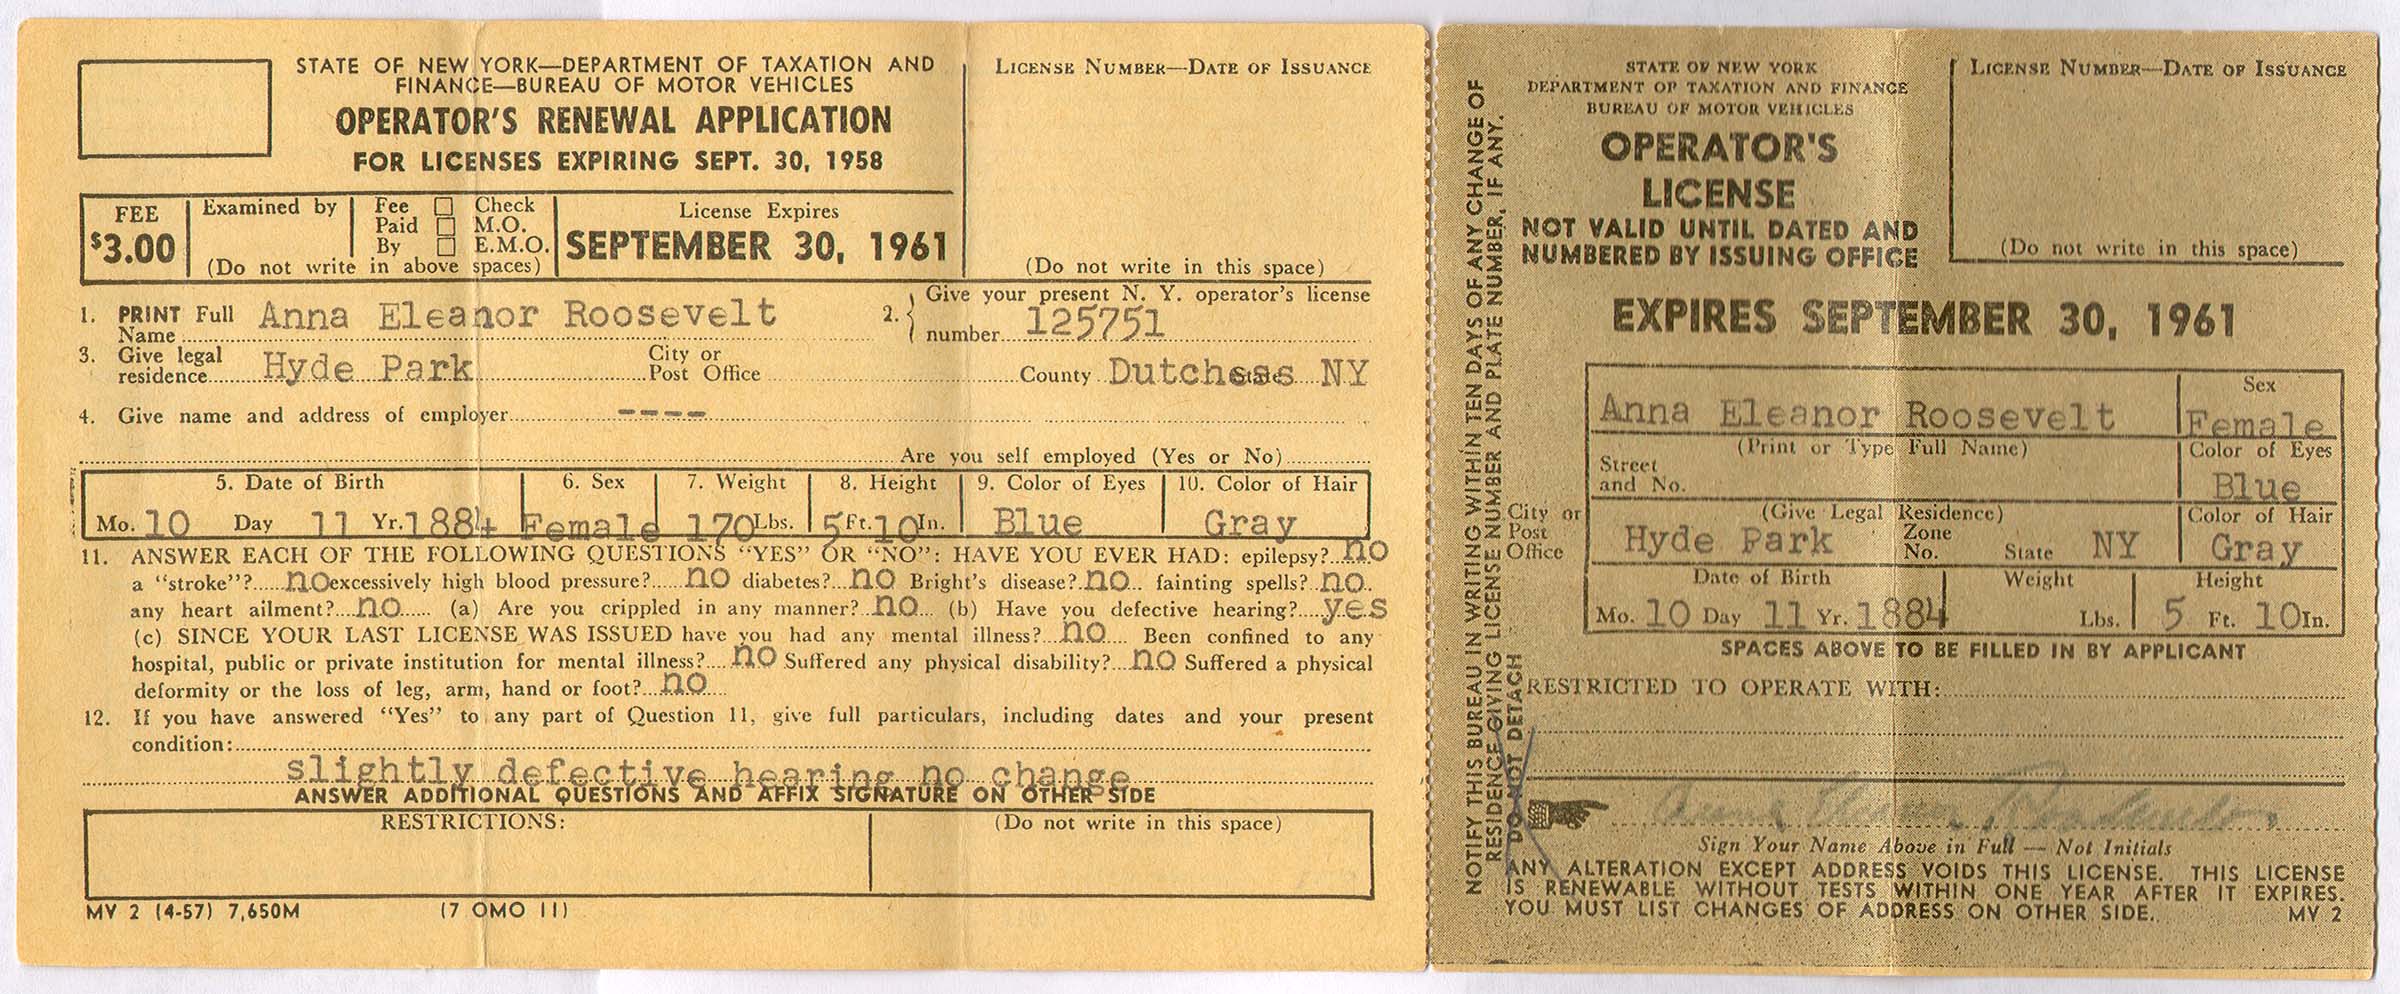 STATE OF NEW YORK—DEPARTMENT OF TAXATION AND
FINANCE—BUREAU OF MOTOR VEHICLES
OPERATOR'S RENEWAL APPLICATION
FOR LICENSES EXPIRING SEPT. 30, 1958
LICENSE NUMBER—DATE OF ISSUANCE
(Do not write in this space)
FEE
$3.00
Examined by
Fee Paid By
Check
M.O.
E.M.O.
(Do not write in above spaces)
License Expires
SEPTEMBER 30, 1961
1. PRINT Full Name Anna Eleanor Roosevelt
2. Give your present N. Y. operator's license
number 125751
3. Give legal residence Hyde Park City or Post Office County Dutchess State NY
4. Give name and address of employer ----
Are you self employed (Yes or No)
5. Date of Birth 6. Sex 7. Weight 8. Height 9. Color of Eyes 10. Color of Hair
Mo. 10 Day 11 Yr. 1884 Female 170 Lbs. 5 Ft. 10 In. Blue Gray
11. ANSWER EACH OF THE FOLLOWING QUESTIONS "YES" OR "NO": HAVE YOU EVER HAD: epilepsy? no
a "stroke"? no excessively high blood pressure? no diabetes? no Bright's disease? no fainting spells? no
any heart ailment? no (a) Are you crippled in any manner? no (b) Have you defective hearing? yes
(c) SINCE YOUR LAST LICENSE WAS ISSUED have you had any mental illness? no Been confined to any
hospital, public or private institution for mental illness? no Suffered any physical disability? no Suffered a physical
deformity or the loss of leg, arm, hand or foot? no
12. If you have answered "Yes" to any part of Question 11, give full particulars, including dates and your present
condition:
slightly defective hearing no change
ANSWER ADDITIONAL QUESTIONS AND AFFIX SIGNATURE ON OTHER SIDE
RESTRICTIONS:
(Do not write in this space)
MV 2 (4-57) 7,650M (7 OMO 11)
NOTIFY THIS BUREAU IN WRITING WITHIN TEN DAYS OF ANY CHANGE OF
RESIDENCE GIVING LICENSE NUMBER AND PLATE NUMBER, IF ANY.
DO NOT DETACH
STATE OF NEW YORK
DEPARTMENT OF TAXATION AND FINANCE
BUREAU OF MOTOR VEHICLES
OPERATOR'S
LICENSE
NOT VALID UNTIL DATED AND
NUMBERED BY ISSUING OFFICE
LICENSE NUMBER—DATE OF ISSUANCE
(Do not write in this space)
EXPIRES SEPTEMBER 30, 1961
Sex
Anna Eleanor Roosevelt Female
(Print or Type Full Name) Color of Eyes
Street and No. Blue
(Give Legal Residence) Color of Hair
City or Post Office Hyde Park Zone No. State NY Gray
Date of Birth Weight Height
Mo. 10 Day 11 Yr. 1884 Lbs. 5 Ft. 10 In.
SPACES ABOVE TO BE FILLED IN BY APPLICANT
RESTRICTED TO OPERATE WITH:
Anna Eleanor Roosevelt
Sign Your Name Above in Full — Not Initials
ANY ALTERATION EXCEPT ADDRESS VOIDS THIS LICENSE. THIS LICENSE
IS RENEWABLE WITHOUT TESTS WITHIN ONE YEAR AFTER IT EXPIRES.
YOU MUST LIST CHANGES OF ADDRESS ON OTHER SIDE. MV 2